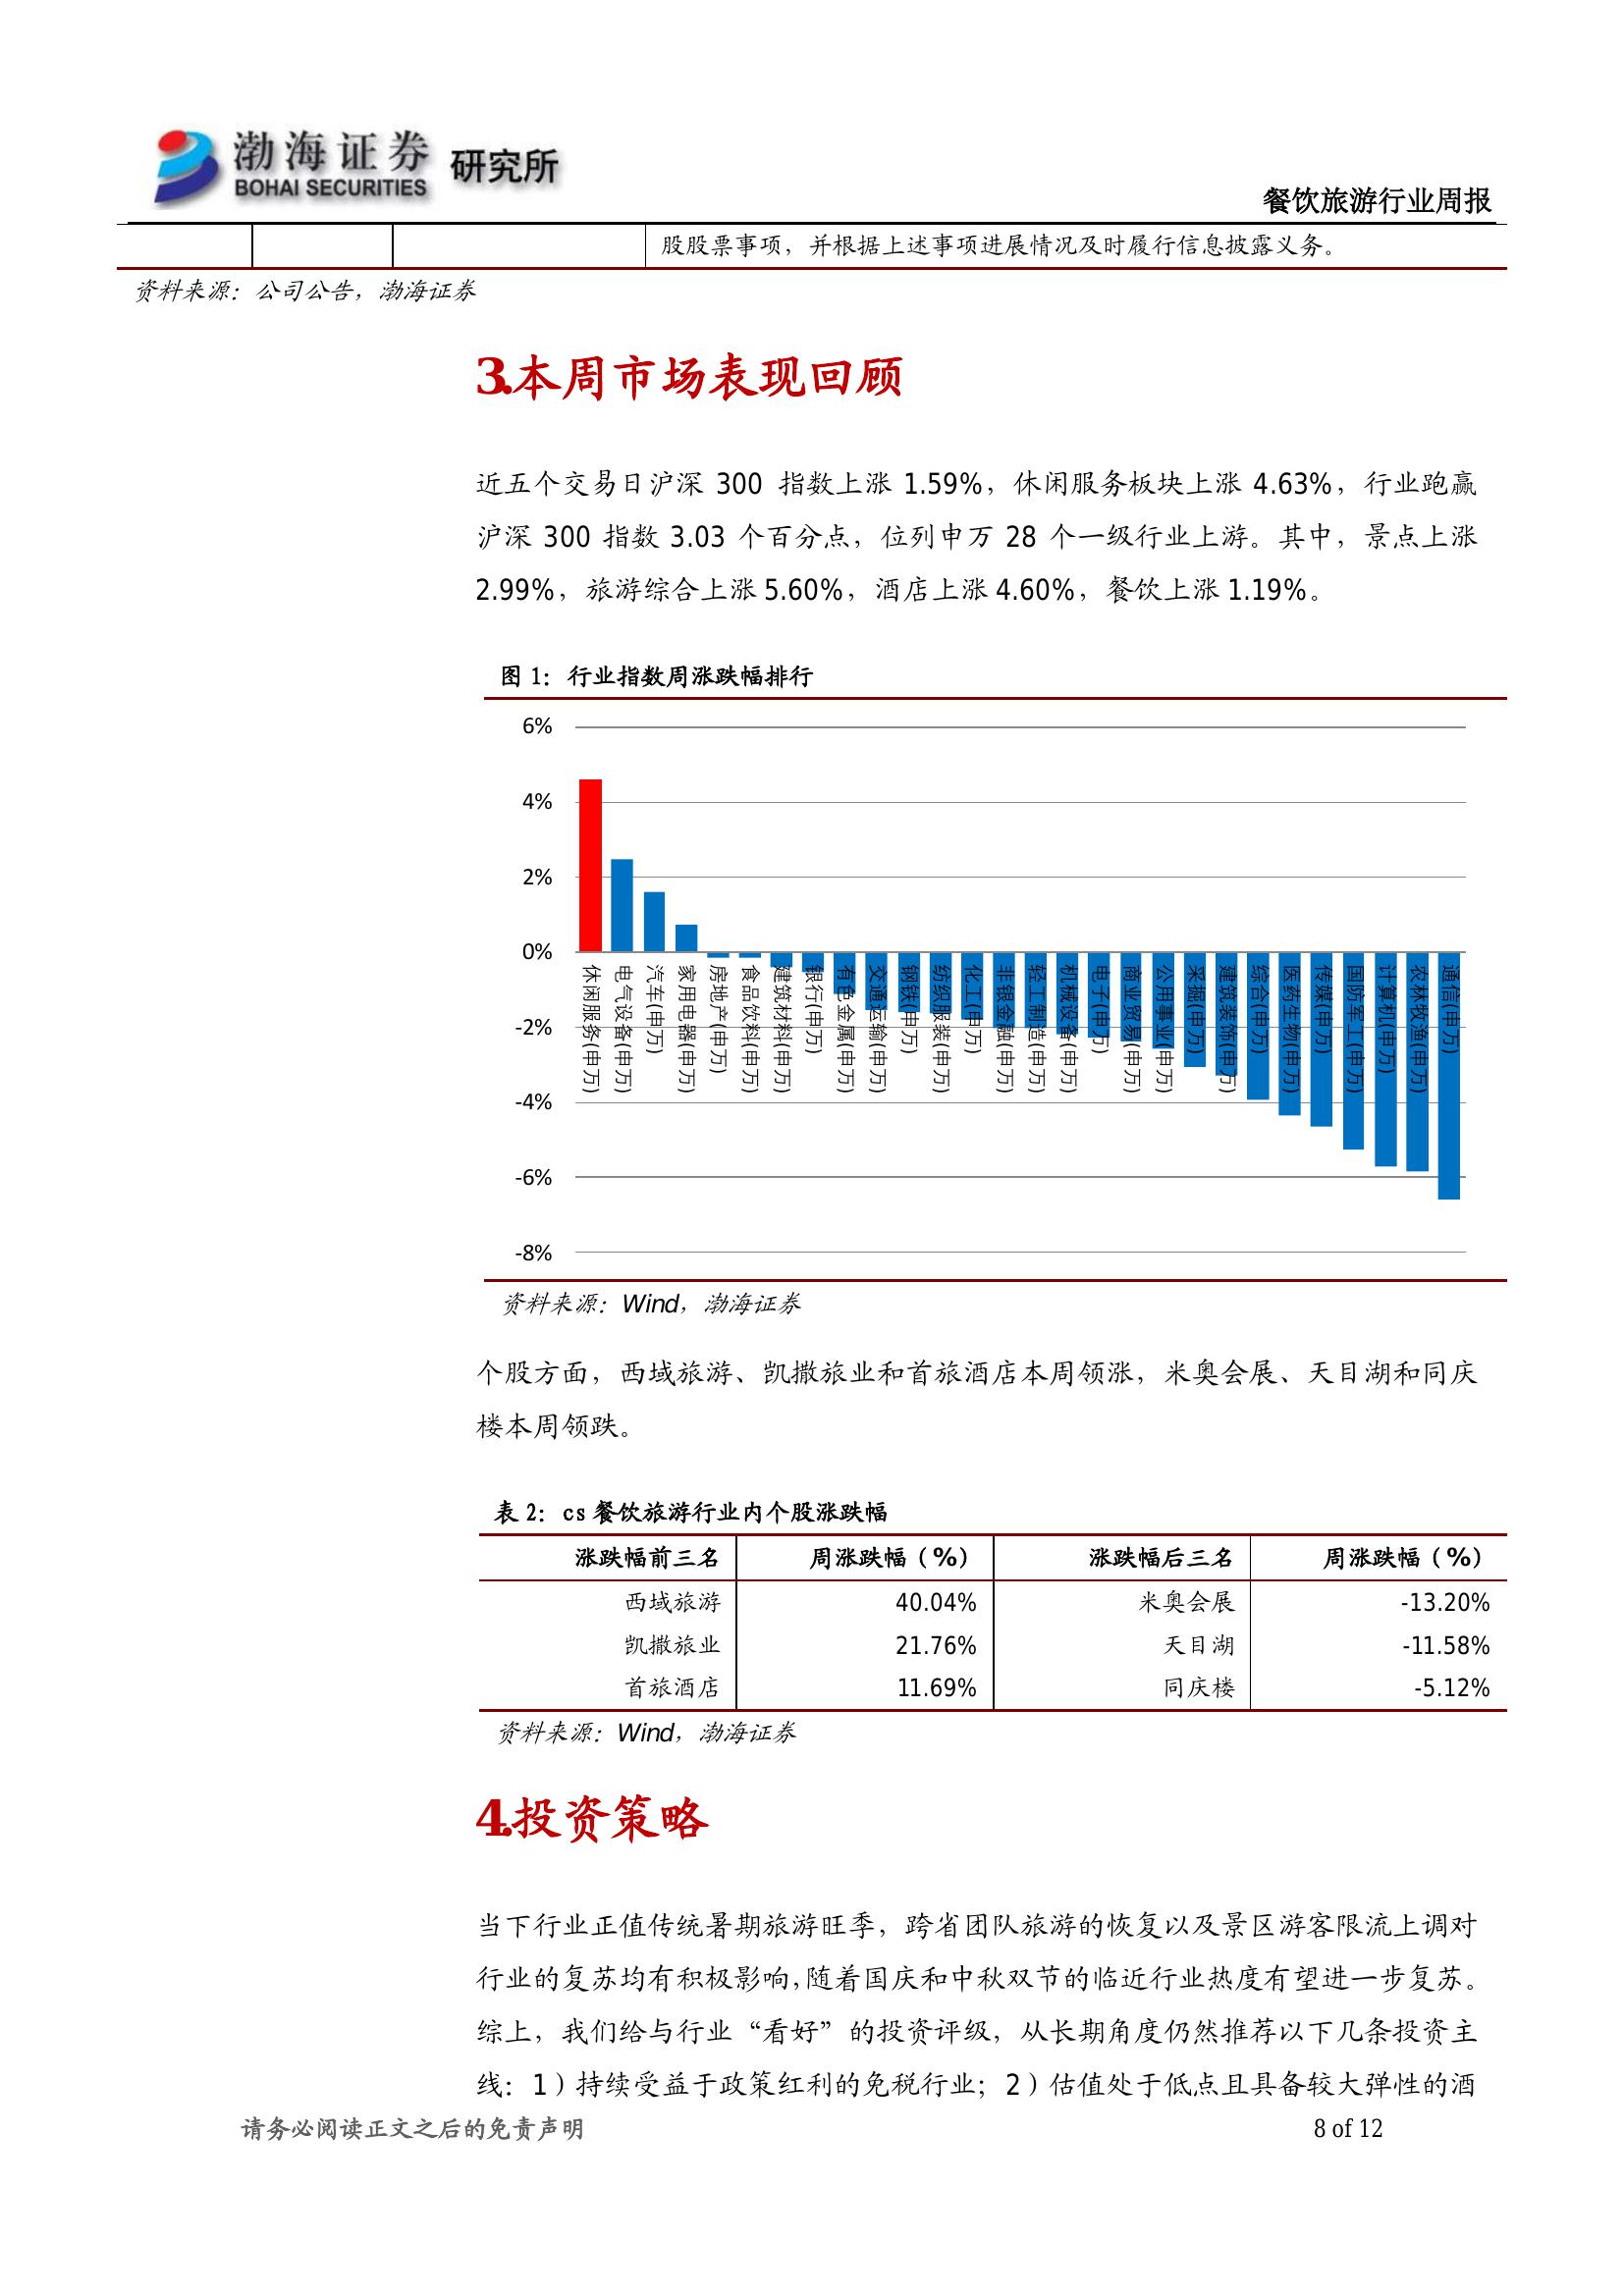 渤海证券
BOHAI SECURITIES
研究所
餐饮旅游行业周报
股股票事项，并根据上述事项进展情况及时履行信息披露义务。
资料来源：公司公告，渤海证券
3.本周市场表现回顾
近五个交易日沪深 300 指数上涨 1.59%，休闲服务板块上涨 4.63%，行业跑赢
沪深 300 指数 3.03 个百分点，位列申万 28 个一级行业上游。其中，景点上涨
2.99%，旅游综合上涨 5.60%，酒店上涨 4.60%，餐饮上涨 1.19%。
图 1：行业指数周涨跌幅排行
6%
4%
2%
0%
-2%
-4%
-6%
-8%
休闲服务(申万)
电气设备(申万)
汽车(申万)
家用电器(申万)
房地产(申万)
食品饮料(申万)
建筑材料(申万)
银行(申万)
有色金属(申万)
交通运输(申万)
钢铁(申万)
纺织服装(申万)
化工(申万)
非银金融(申万)
轻工制造(申万)
机械设备(申万)
电子(申万)
商业贸易(申万)
公用事业(申万)
采掘(申万)
建筑装饰(申万)
综合(申万)
医药生物(申万)
传媒(申万)
国防军工(申万)
计算机(申万)
农林牧渔(申万)
通信(申万)
资料来源：Wind，渤海证券
个股方面，西域旅游、凯撒旅业和首旅酒店本周领涨，米奥会展、天目湖和同庆
楼本周领跌。
表 2：cs 餐饮旅游行业内个股涨跌幅
涨跌幅前三名 周涨跌幅（%） 涨跌幅后三名 周涨跌幅（%）
西域旅游 40.04% 米奥会展 -13.20%
凯撒旅业 21.76% 天目湖 -11.58%
首旅酒店 11.69% 同庆楼 -5.12%
资料来源：Wind，渤海证券
4.投资策略
当下行业正值传统暑期旅游旺季，跨省团队旅游的恢复以及景区游客限流上调对
行业的复苏均有积极影响，随着国庆和中秋双节的临近行业热度有望进一步复苏。
综上，我们给与行业“看好”的投资评级，从长期角度仍然推荐以下几条投资主
线：1）持续受益于政策红利的免税行业；2）估值处于低点且具备较大弹性的酒
请务必阅读正文之后的免责声明
8 of 12